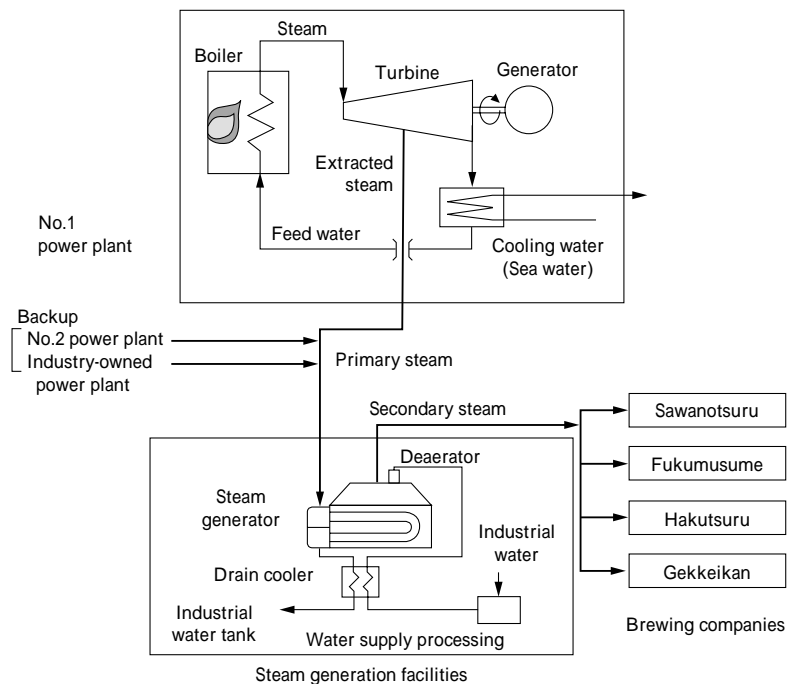 Steam
Boiler
Turbine
Generator
Extracted
steam
No.1
power plant
Feed water
Cooling water
(Sea water)
Backup
No.2 power plant
Industry-owned
power plant
Primary steam
Secondary steam
Sawanotsuru
Fukumusume
Hakutsuru
Gekkeikan
Brewing companies
Deaerator
Steam
generator
Industrial
water
Drain cooler
Industrial
water tank
Water supply processing
Steam generation facilities